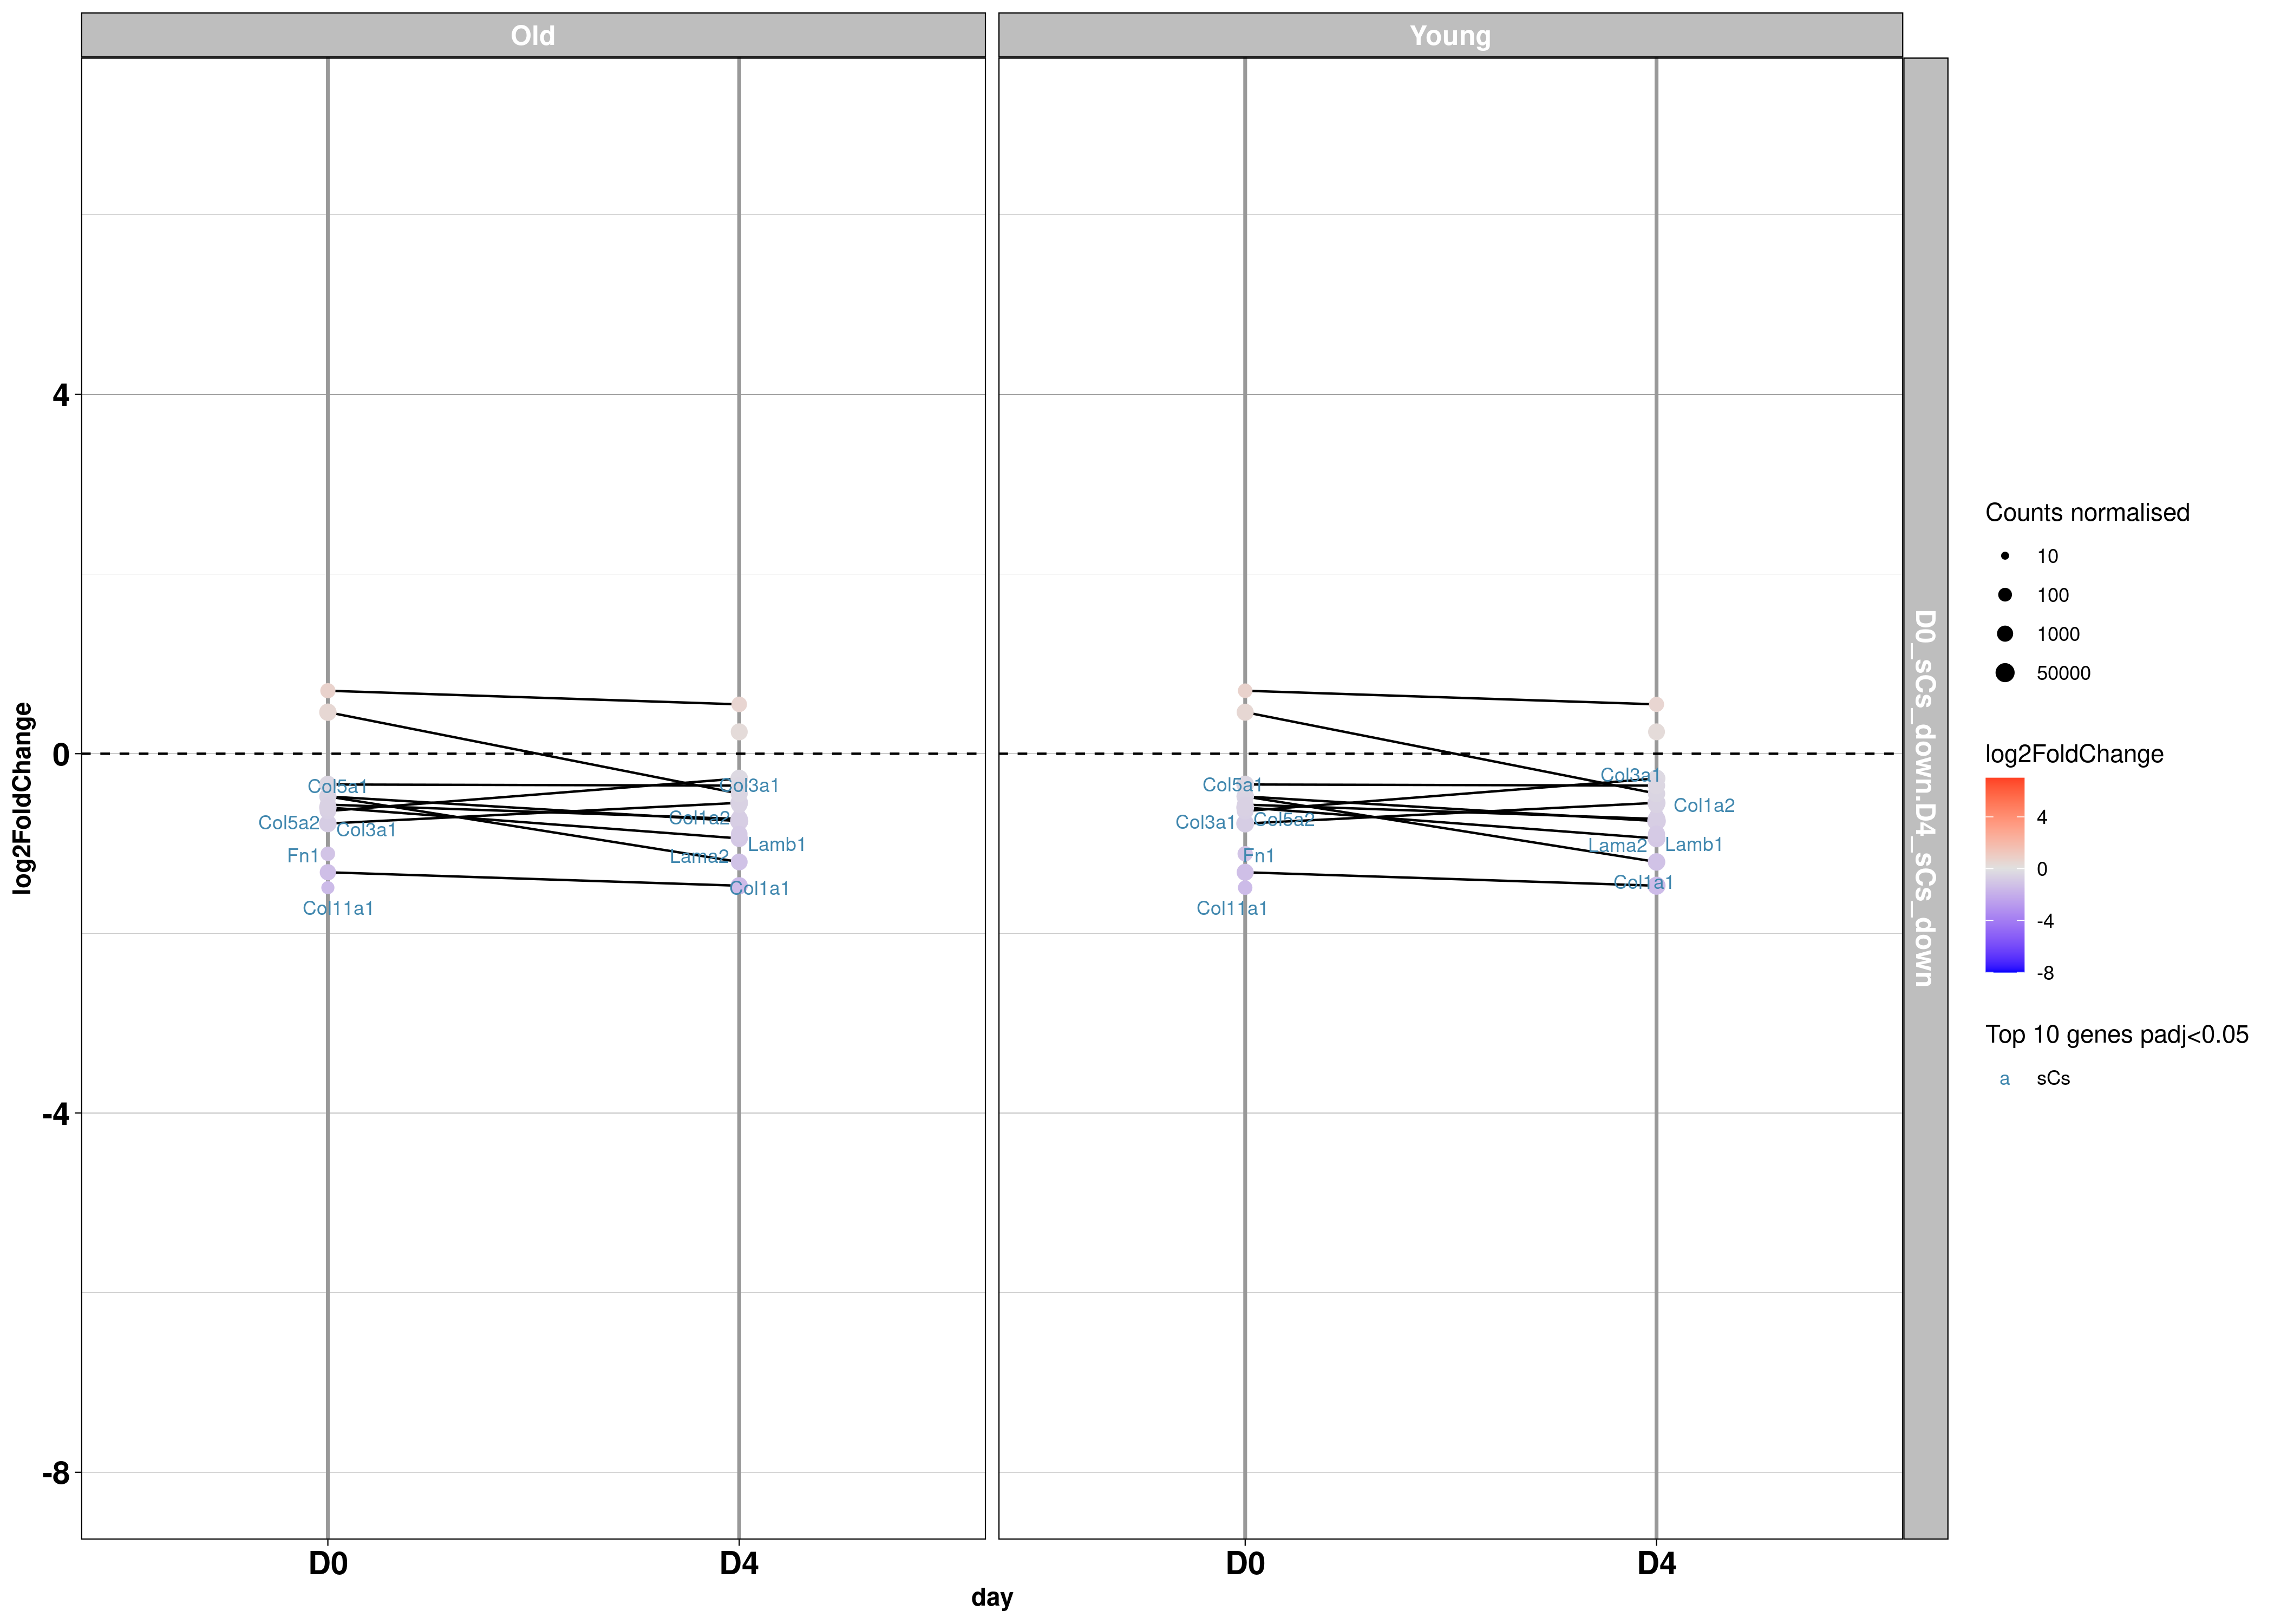 Old
Young
D0_sCs_down.D4_sCs_down
log2FoldChange
4
0
-4
-8
Col5a1
Col5a2
Col3a1
Fn1
Col11a1
Col3a1
Col1a2
Lamb1
Lama2
Col1a1
Col5a1
Col3a1
Col5a2
Fn1
Col11a1
Col3a1
Col1a2
Lama2
Lamb1
Col1a1
D0
D4
D0
D4
day
Counts normalised
10
100
1000
50000
log2FoldChange
4
0
-4
-8
Top 10 genes padj<0.05
a sCs